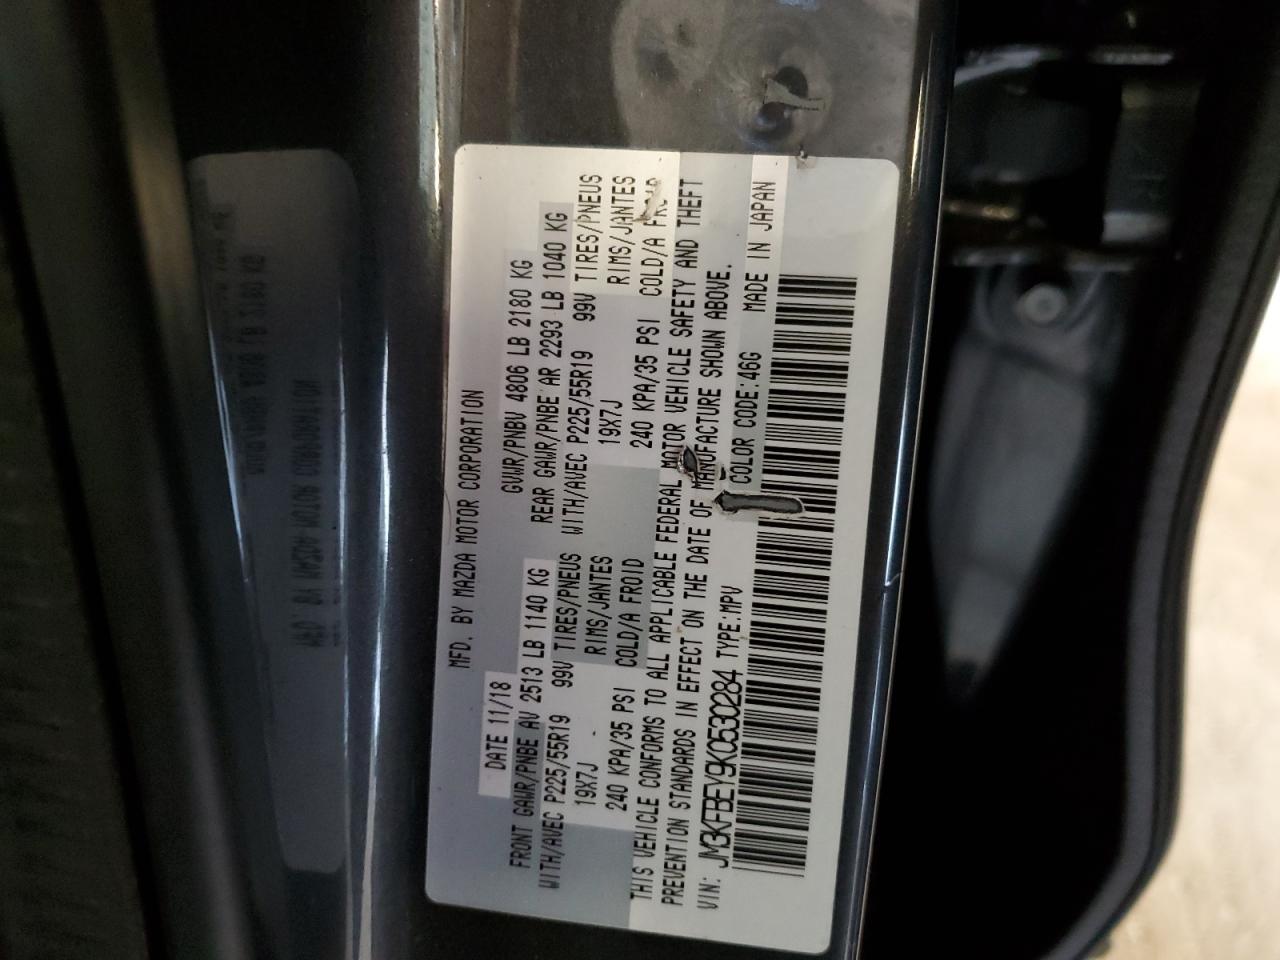 MFD. BY MAZDA MOTOR CORPORATION
DATE 11/18 GVWR/PNBV 4806 LB 2180 KG
FRONT GAWR/PNBE AV 2513 LB 1140 KG REAR GAWR/PNBE AR 2293 LB 1040 KG
WITH/AVEC P225/55R19 99V TIRES/PNEUS WITH/AVEC P225/55R19 99V TIRES/PNEUS
19X7J RIMS/JANTES 19X7J RIMS/JANTES
240 KPA/35 PSI COLD/A FROID 240 KPA/35 PSI COLD/A
THIS VEHICLE CONFORMS TO ALL APPLICABLE FEDERAL MOTOR VEHICLE SAFETY AND THEFT
PREVENTION STANDARDS IN EFFECT ON THE DATE OF MANUFACTURE SHOWN ABOVE.
VIN: JM3KFBEY9K0530284 TYPE:MPV COLOR CODE:46G MADE IN JAPAN